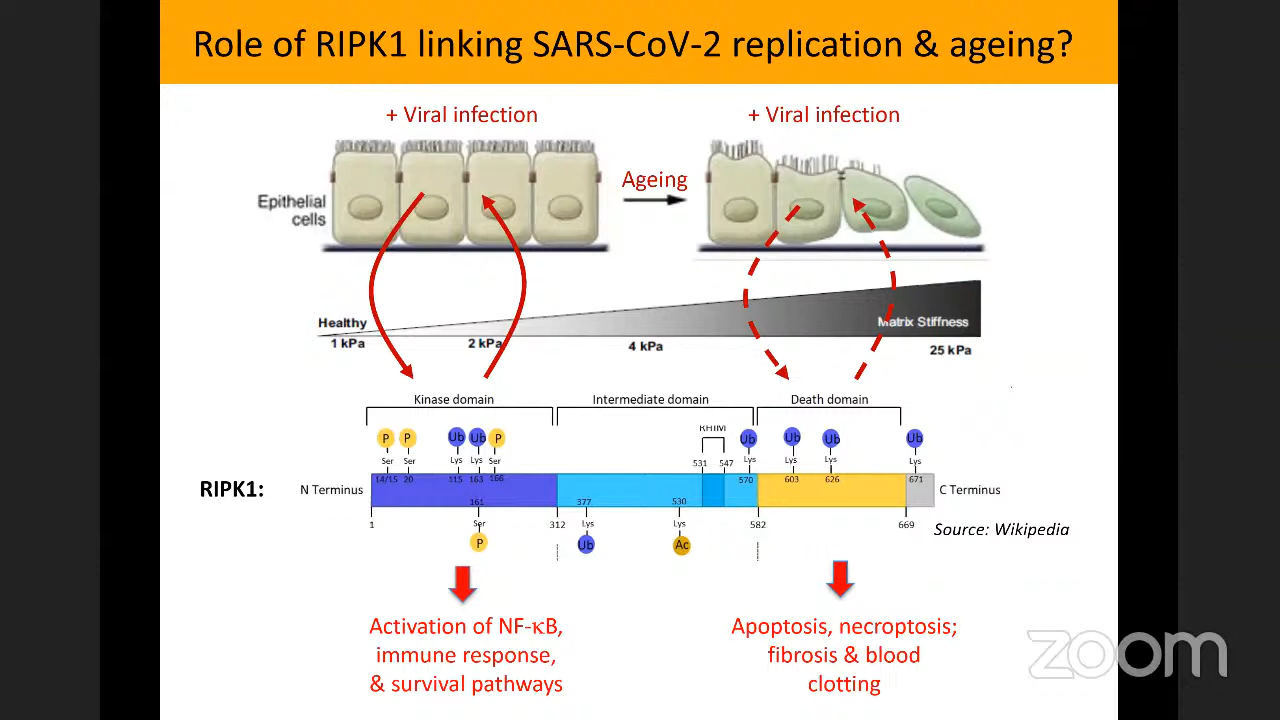 Role of RIPK1 linking SARS-CoV-2 replication & ageing?
+ Viral infection
+ Viral infection
Epithelial
cells
Ageing
Healthy
Matrix Stiffness
1 kPa
2 kPa
4 kPa
25 kPa
Kinase domain
Intermediate domain
Death domain
RHIM
P
P
Ub
Ub
P
Ub
Ub
Ub
Ub
Ser
Ser
Lys
Lys
Ser
531
547
Lys
Lys
Lys
Lys
14/15
20
115
163
166
570
603
626
671
RIPK1:
N Terminus
C Terminus
161
377
530
1
Ser
312
Lys
Lys
582
669
Source: Wikipedia
P
Ub
Ac
Activation of NF-κB,
immune response,
& survival pathways
Apoptosis, necroptosis;
fibrosis & blood
clotting
zoom